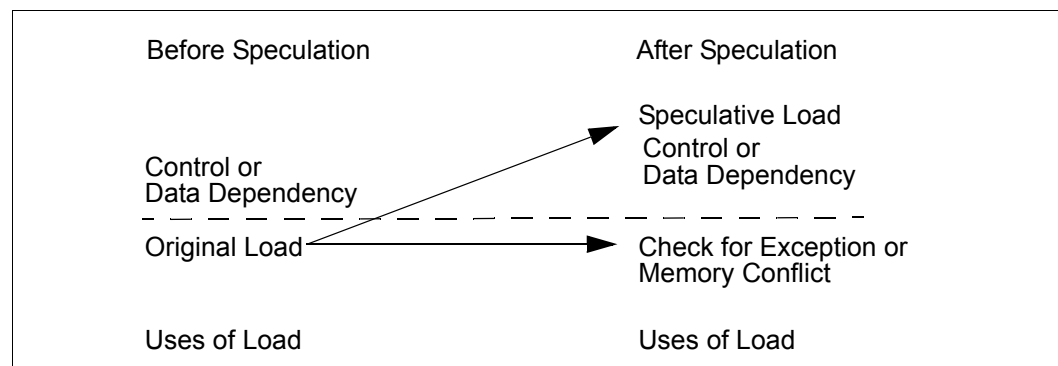 Before Speculation
After Speculation
Speculative Load
Control or
Data Dependency
Control or
Data Dependency
Original Load
Check for Exception or
Memory Conflict
Uses of Load
Uses of Load